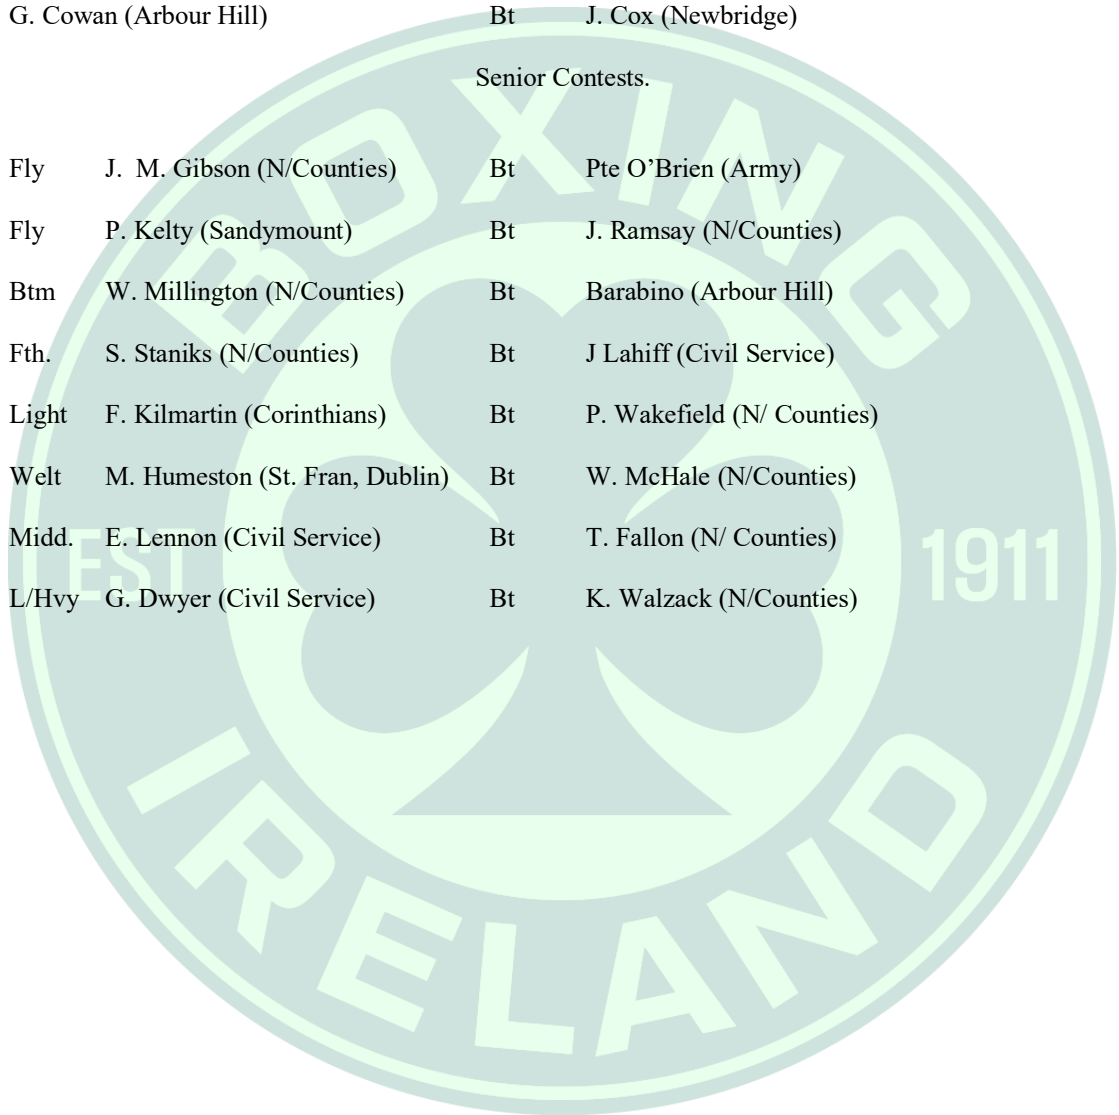 G. Cowan (Arbour Hill) Bt J. Cox (Newbridge)
Senior Contests.
Fly J. M. Gibson (N/Counties) Bt Pte O’Brien (Army)
Fly P. Kelty (Sandymount) Bt J. Ramsay (N/Counties)
Btm W. Millington (N/Counties) Bt Barabino (Arbour Hill)
Fth. S. Staniks (N/Counties) Bt J Lahiff (Civil Service)
Light F. Kilmartin (Corinthians) Bt P. Wakefield (N/ Counties)
Welt M. Humeston (St. Fran, Dublin) Bt W. McHale (N/Counties)
Midd. E. Lennon (Civil Service) Bt T. Fallon (N/ Counties)
L/Hvy G. Dwyer (Civil Service) Bt K. Walzack (N/Counties)
BOXING
EST 1911
IRELAND